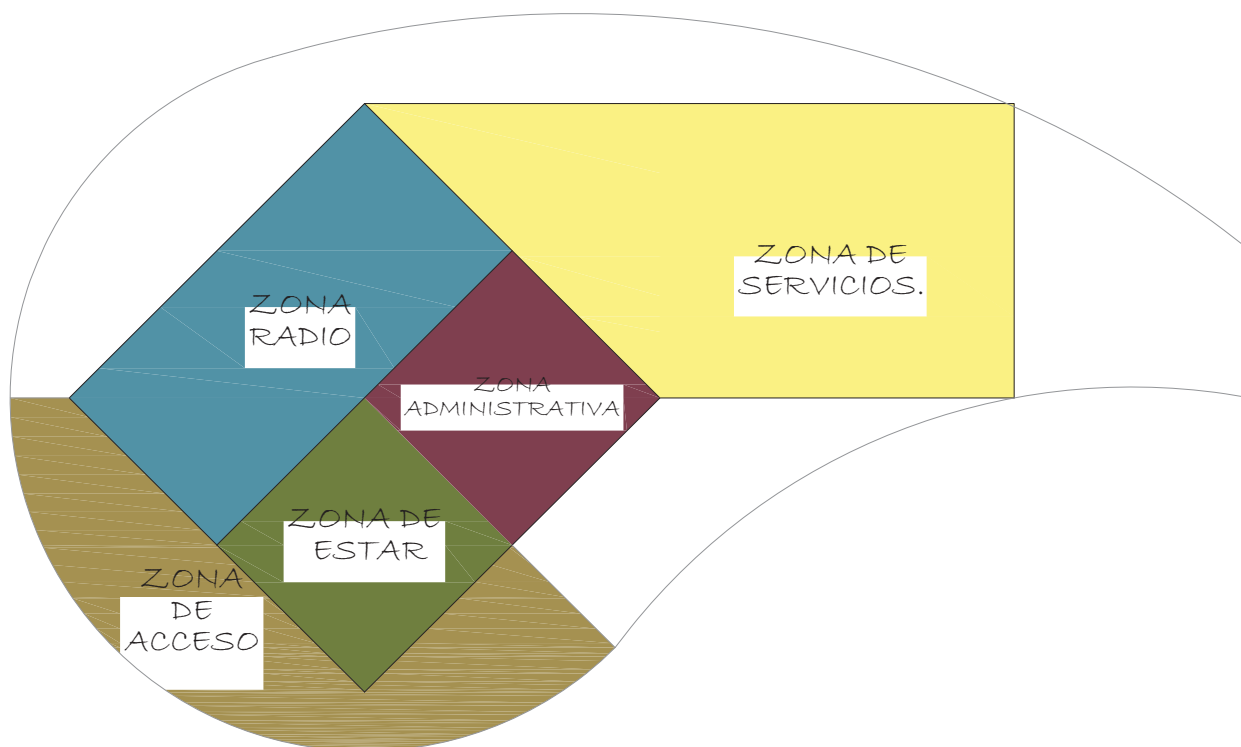 ZONA DE
SERVICIOS.
ZONA
RADIO
ZONA
ADMINISTRATIVA
ZONA DE
ESTAR
ZONA
DE
ACCESO